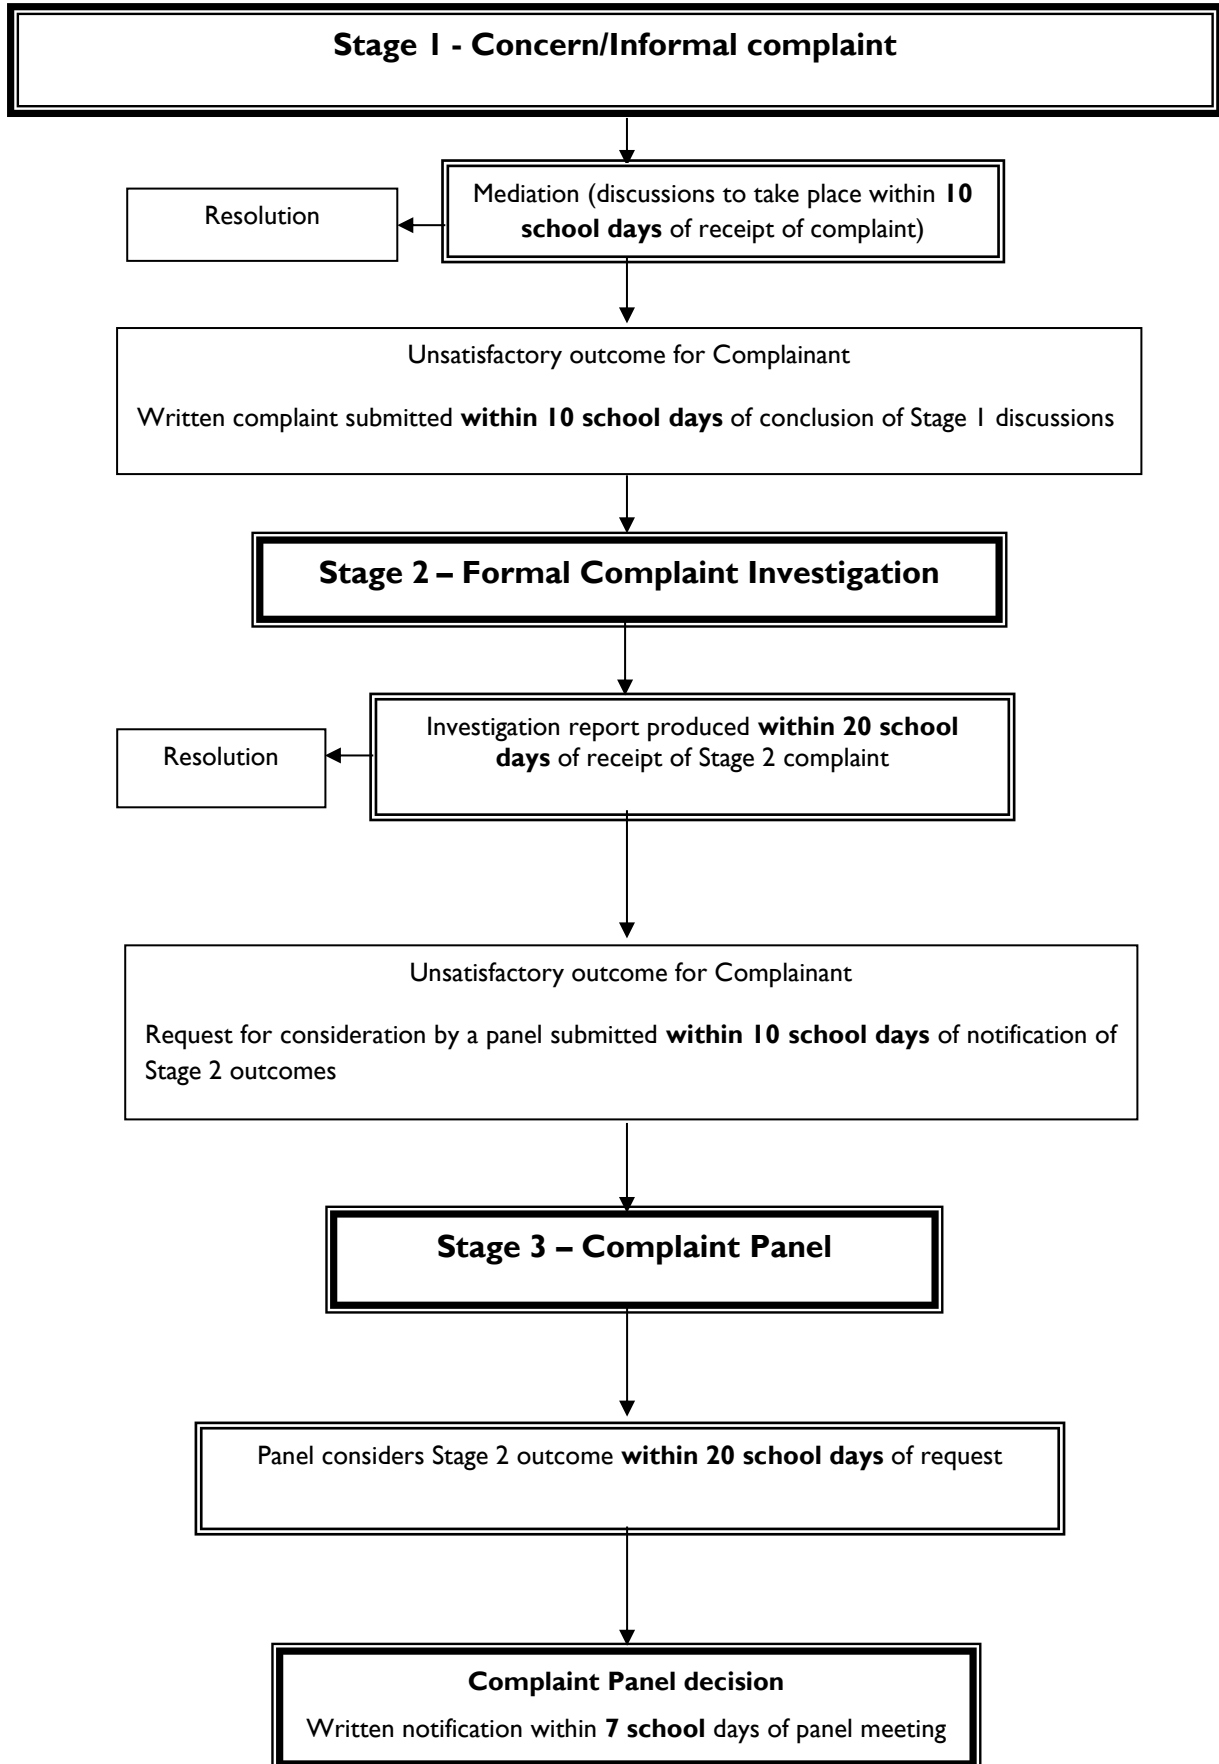 Stage 1 - Concern/Informal complaint
Mediation (discussions to take place within 10
school days of receipt of complaint)
Resolution
Unsatisfactory outcome for Complainant
Written complaint submitted within 10 school days of conclusion of Stage 1 discussions
Stage 2 – Formal Complaint Investigation
Investigation report produced within 20 school
days of receipt of Stage 2 complaint
Resolution
Unsatisfactory outcome for Complainant
Request for consideration by a panel submitted within 10 school days of notification of
Stage 2 outcomes
Stage 3 – Complaint Panel
Panel considers Stage 2 outcome within 20 school days of request
Complaint Panel decision
Written notification within 7 school days of panel meeting